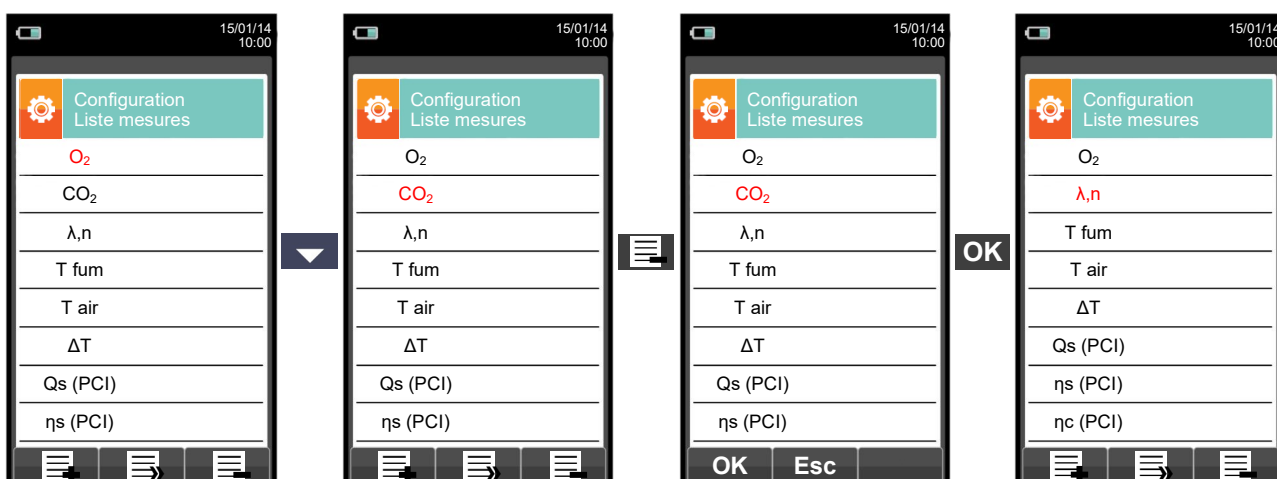 15/01/14
10:00
Configuration
Liste mesures
O₂
CO₂
λ,n
T fum
T air
ΔT
Qs (PCI)
ηs (PCI)
15/01/14
10:00
Configuration
Liste mesures
O₂
CO₂
λ,n
T fum
T air
ΔT
Qs (PCI)
ηs (PCI)
15/01/14
10:00
Configuration
Liste mesures
O₂
CO₂
λ,n
T fum
T air
ΔT
Qs (PCI)
ηs (PCI)
OK Esc
OK
15/01/14
10:00
Configuration
Liste mesures
O₂
λ,n
T fum
T air
ΔT
Qs (PCI)
ηs (PCI)
ηc (PCI)